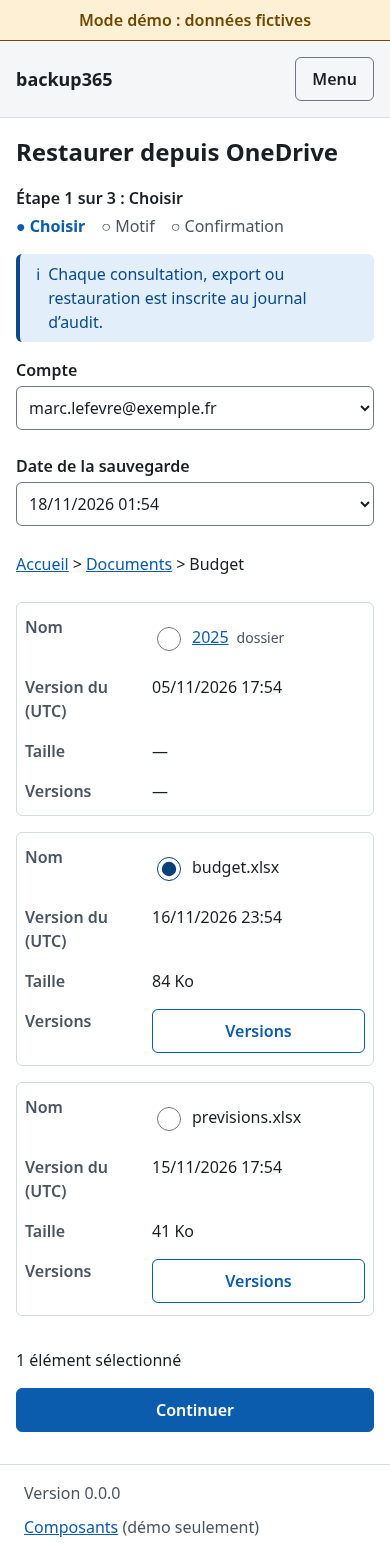 Mode démo : données fictives
backup365
Menu
Restaurer depuis OneDrive
Étape 1 sur 3 : Choisir
● Choisir ○ Motif ○ Confirmation
i Chaque consultation, export ou
restauration est inscrite au journal
d’audit.
Compte
marc.lefevre@exemple.fr
Date de la sauvegarde
18/11/2026 01:54
Accueil > Documents > Budget
Nom 2025 dossier
Version du (UTC) 05/11/2026 17:54
Taille —
Versions —
Nom budget.xlsx
Version du (UTC) 16/11/2026 23:54
Taille 84 Ko
Versions Versions
Nom previsions.xlsx
Version du (UTC) 15/11/2026 17:54
Taille 41 Ko
Versions Versions
1 élément sélectionné
Continuer
Version 0.0.0
Composants (démo seulement)